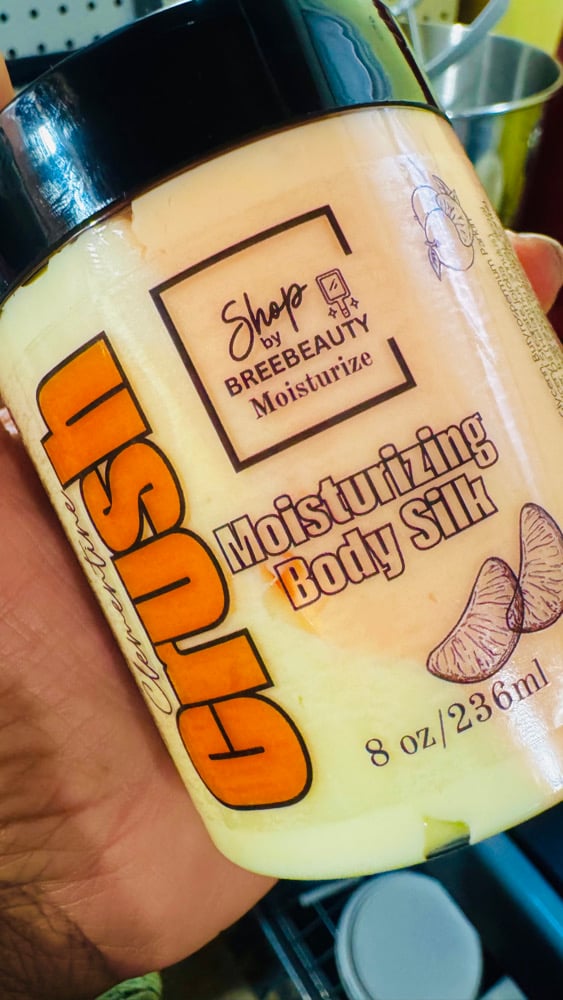 Shop
by
BREEBEAUTY
Moisturize
Crush
Clementine
Moisturizing
Body Silk
8 oz/236ml